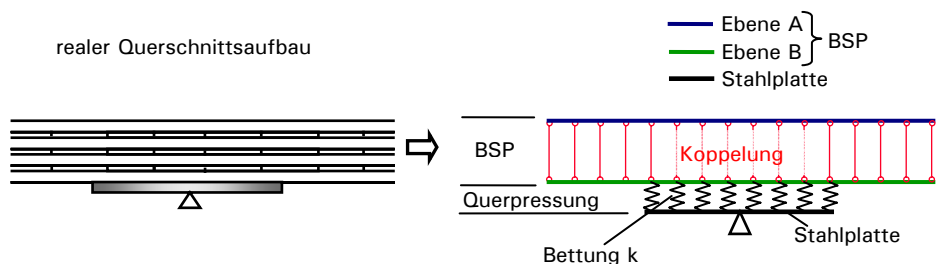 realer Querschnittsaufbau
Ebene A
Ebene B
BSP
Stahlplatte
BSP
Koppelung
Querpressung
Stahlplatte
Bettung k